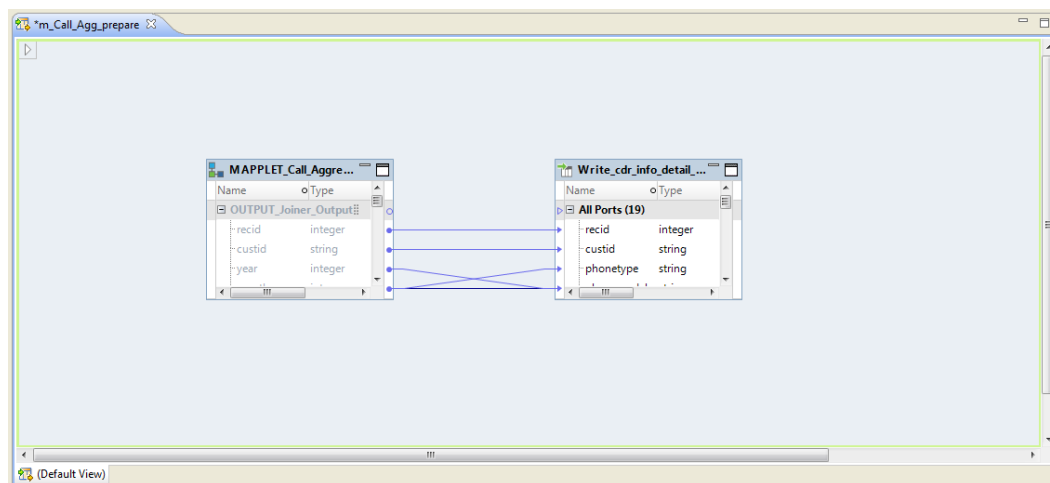 *m_Call_Agg_prepare
MAPPLET_Call_Aggre...
Name Type
OUTPUT_Joiner_Output
recid integer
custid string
year integer
Write_cdr_info_detail_...
Name Type
All Ports (19)
recid integer
custid string
phonetype string
(Default View)